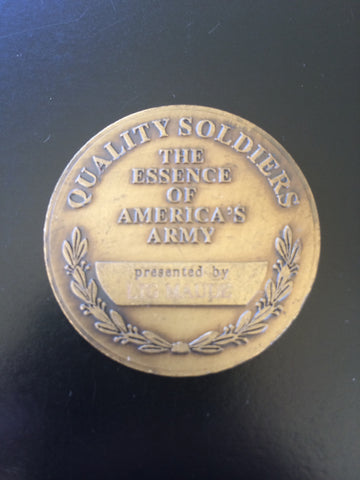 QUALITY SOLDIERS
THE
ESSENCE
OF
AMERICA'S
ARMY
presented by